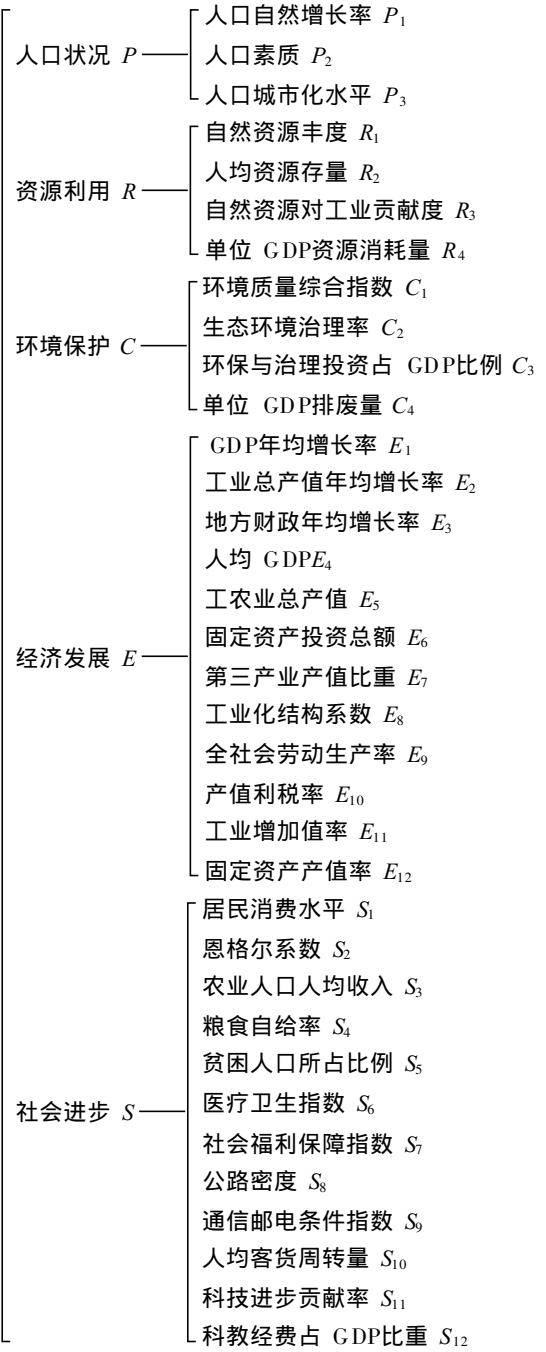 人口状况 P
人口自然增长率 P₁
人口素质 P₂
人口城市化水平 P₃
资源利用 R
自然资源丰度 R₁
人均资源存量 R₂
自然资源对工业贡献度 R₃
单位 GDP资源消耗量 R₄
环境保护 C
环境质量综合指数 C₁
生态环境治理率 C₂
环保与治理投资占 GDP比例 C₃
单位 GDP排废量 C₄
经济发展 E
GDP年均增长率 E₁
工业总产值年均增长率 E₂
地方财政年均增长率 E₃
人均 GDPE₄
工农业总产值 E₅
固定资产投资总额 E₆
第三产业产值比重 E₇
工业化结构系数 E₈
全社会劳动生产率 E₉
产值利税率 E₁₀
工业增加值率 E₁₁
固定资产产值率 E₁₂
社会进步 S
居民消费水平 S₁
恩格尔系数 S₂
农业人口人均收入 S₃
粮食自给率 S₄
贫困人口所占比例 S₅
医疗卫生指数 S₆
社会福利保障指数 S₇
公路密度 S₈
通信邮电条件指数 S₉
人均客货周转量 S₁₀
科技进步贡献率 S₁₁
科教经费占 GDP比重 S₁₂